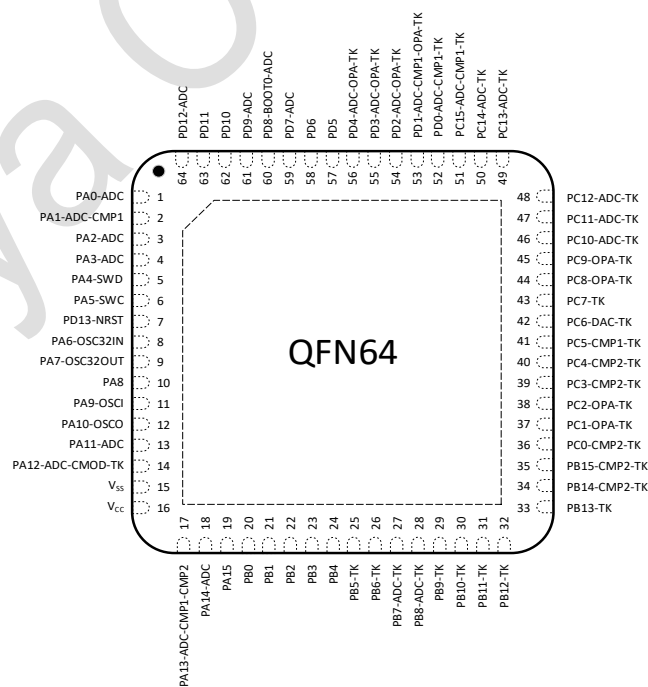 PD12-ADC
PD11
PD10
PD9-ADC
PD8-BOOT0-ADC
PD7-ADC
PD6
PD5
PD4-ADC-OPA-TK
PD3-ADC-OPA-TK
PD2-ADC-OPA-TK
PD1-ADC-CMP1-OPA-TK
PD0-ADC-CMP1-TK
PC15-ADC-CMP1-TK
PC14-ADC-TK
PC13-ADC-TK
64 63 62 61 60 59 58 57 56 55 54 53 52 51 50 49
PA0-ADC 1
PA1-ADC-CMP1 2
PA2-ADC 3
PA3-ADC 4
PA4-SWD 5
PA5-SWC 6
PD13-NRST 7
PA6-OSC32IN 8
PA7-OSC32OUT 9
PA8 10
PA9-OSCI 11
PA10-OSCO 12
PA11-ADC 13
PA12-ADC-CMOD-TK 14
VSS 15
VCC 16
QFN64
48 PC12-ADC-TK
47 PC11-ADC-TK
46 PC10-ADC-TK
45 PC9-OPA-TK
44 PC8-OPA-TK
43 PC7-TK
42 PC6-DAC-TK
41 PC5-CMP1-TK
40 PC4-CMP2-TK
39 PC3-CMP2-TK
38 PC2-OPA-TK
37 PC1-OPA-TK
36 PC0-CMP2-TK
35 PB15-CMP2-TK
34 PB14-CMP2-TK
33 PB13-TK
17 18 19 20 21 22 23 24 25 26 27 28 29 30 31 32
PA13-ADC-CMP1-CMP2
PA14-ADC
PA15
PB0
PB1
PB2
PB3
PB4
PB5-TK
PB6-TK
PB7-ADC-TK
PB8-ADC-TK
PB9-TK
PB10-TK
PB11-TK
PB12-TK